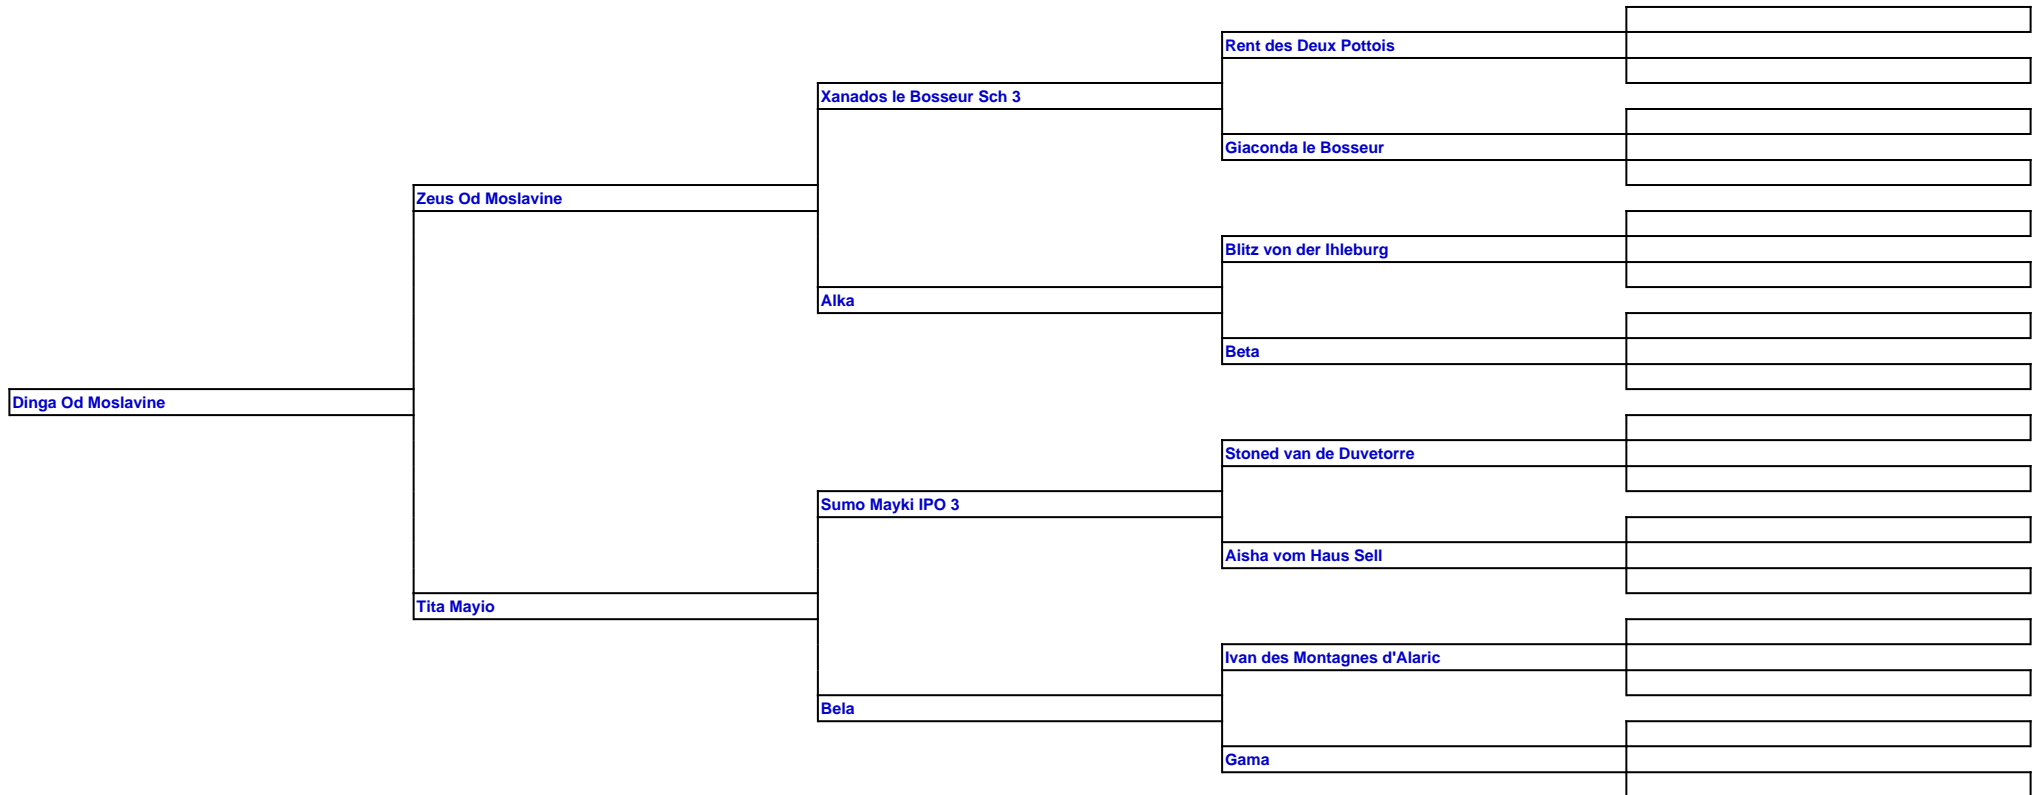 Rent des Deux Pottois
Xanados le Bosseur Sch 3
Giaconda le Bosseur
Zeus Od Moslavine
Blitz von der Ihleburg
Alka
Beta
Dinga Od Moslavine
Stoned van de Duvetorre
Sumo Mayki IPO 3
Aisha vom Haus Sell
Tita Mayio
Ivan des Montagnes d'Alaric
Bela
Gama